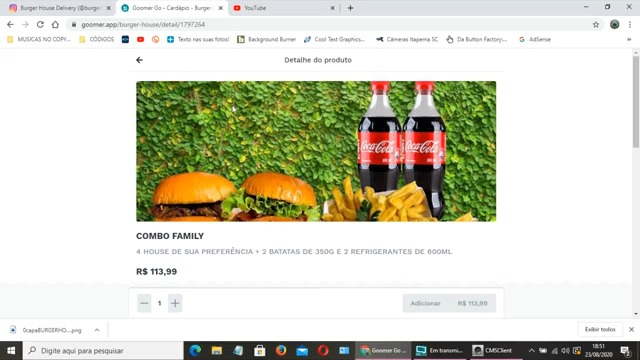 Burger House Delivery (@burger
Goomer Go - Cardápio - Burger
YouTube
goomer.app/burger-house/detail/1797264
MUSICAS NO COPY...
CÓDIGOS
Texto nas suas fotos!
Background Burner
Cool Text Graphics...
Câmeras Itapema SC
Da Button Factory:...
AdSense
Detalhe do produto
Coca-Cola Coca-Cola
COMBO FAMILY
4 HOUSE DE SUA PREFERÊNCIA + 2 BATATAS DE 350G E 2 REFRIGERANTES DE 600ML
R$ 113,99
1
Adicionar R$ 113,99
0capaBURGERHO....png
Exibir todos
Digite aqui para pesquisar
Goomer Go ...
Em transmis...
CMSClient
18:51
23/08/2020